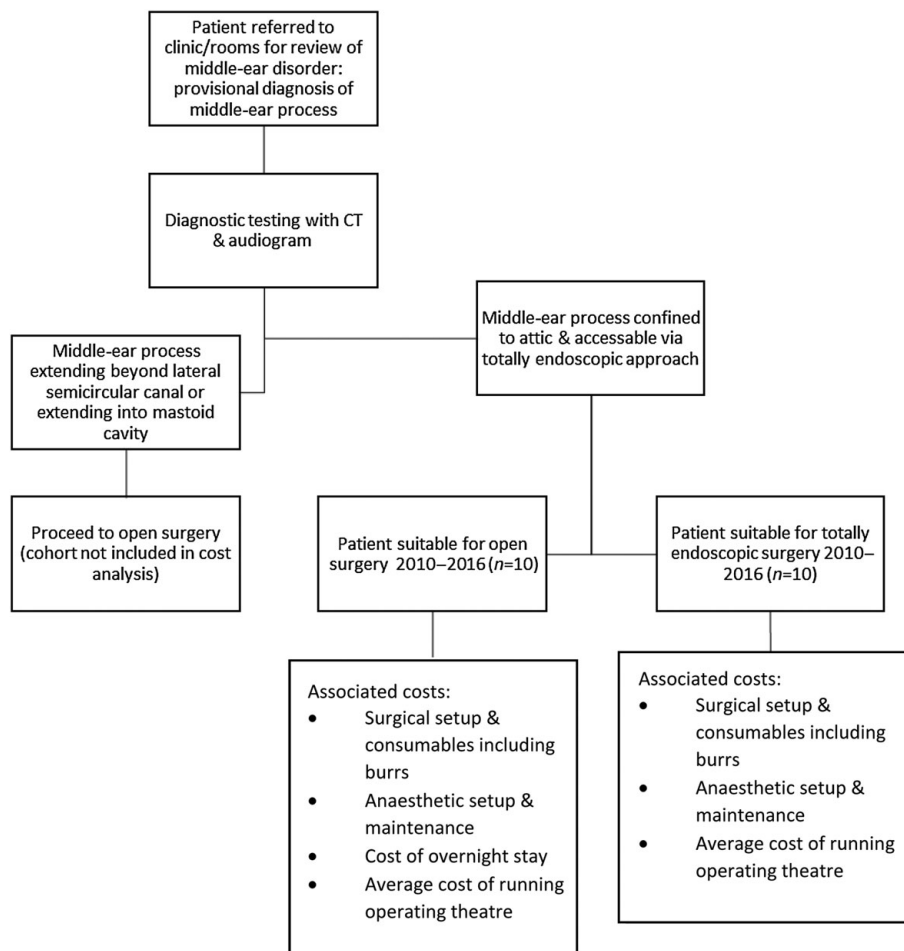 Patient referred to
clinic/rooms for review of
middle-ear disorder:
provisional diagnosis of
middle-ear process
Diagnostic testing with CT
& audiogram
Middle-ear process confined
to attic & accessable via
totally endoscopic approach
Middle-ear process
extending beyond lateral
semicircular canal or
extending into mastoid
cavity
Proceed to open surgery
(cohort not included in cost
analysis)
Patient suitable for open
surgery 2010–2016 (n=10)
Patient suitable for totally
endoscopic surgery 2010–
2016 (n=10)
Associated costs:
• Surgical setup &
consumables including
burrs
• Anaesthetic setup &
maintenance
• Cost of overnight stay
• Average cost of running
operating theatre
Associated costs:
• Surgical setup &
consumables including
burrs
• Anaesthetic setup &
maintenance
• Average cost of running
operating theatre